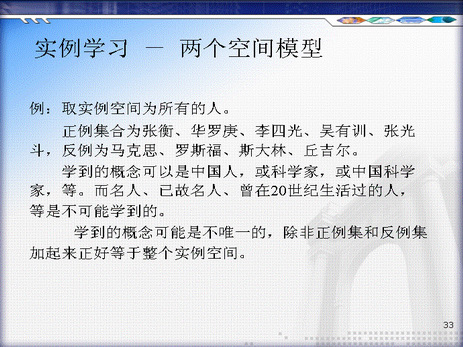 实例学习 － 两个空间模型
例：取实例空间为所有的人。
正例集合为张衡、华罗庚、李四光、吴有训、张光
斗，反例为马克思、罗斯福、斯大林、丘吉尔。
学到的概念可以是中国人，或科学家，或中国科学
家，等。而名人、已故名人、曾在20世纪生活过的人，
等是不可能学到的。
学到的概念可能是不唯一的，除非正例集和反例集
加起来正好等于整个实例空间。
33